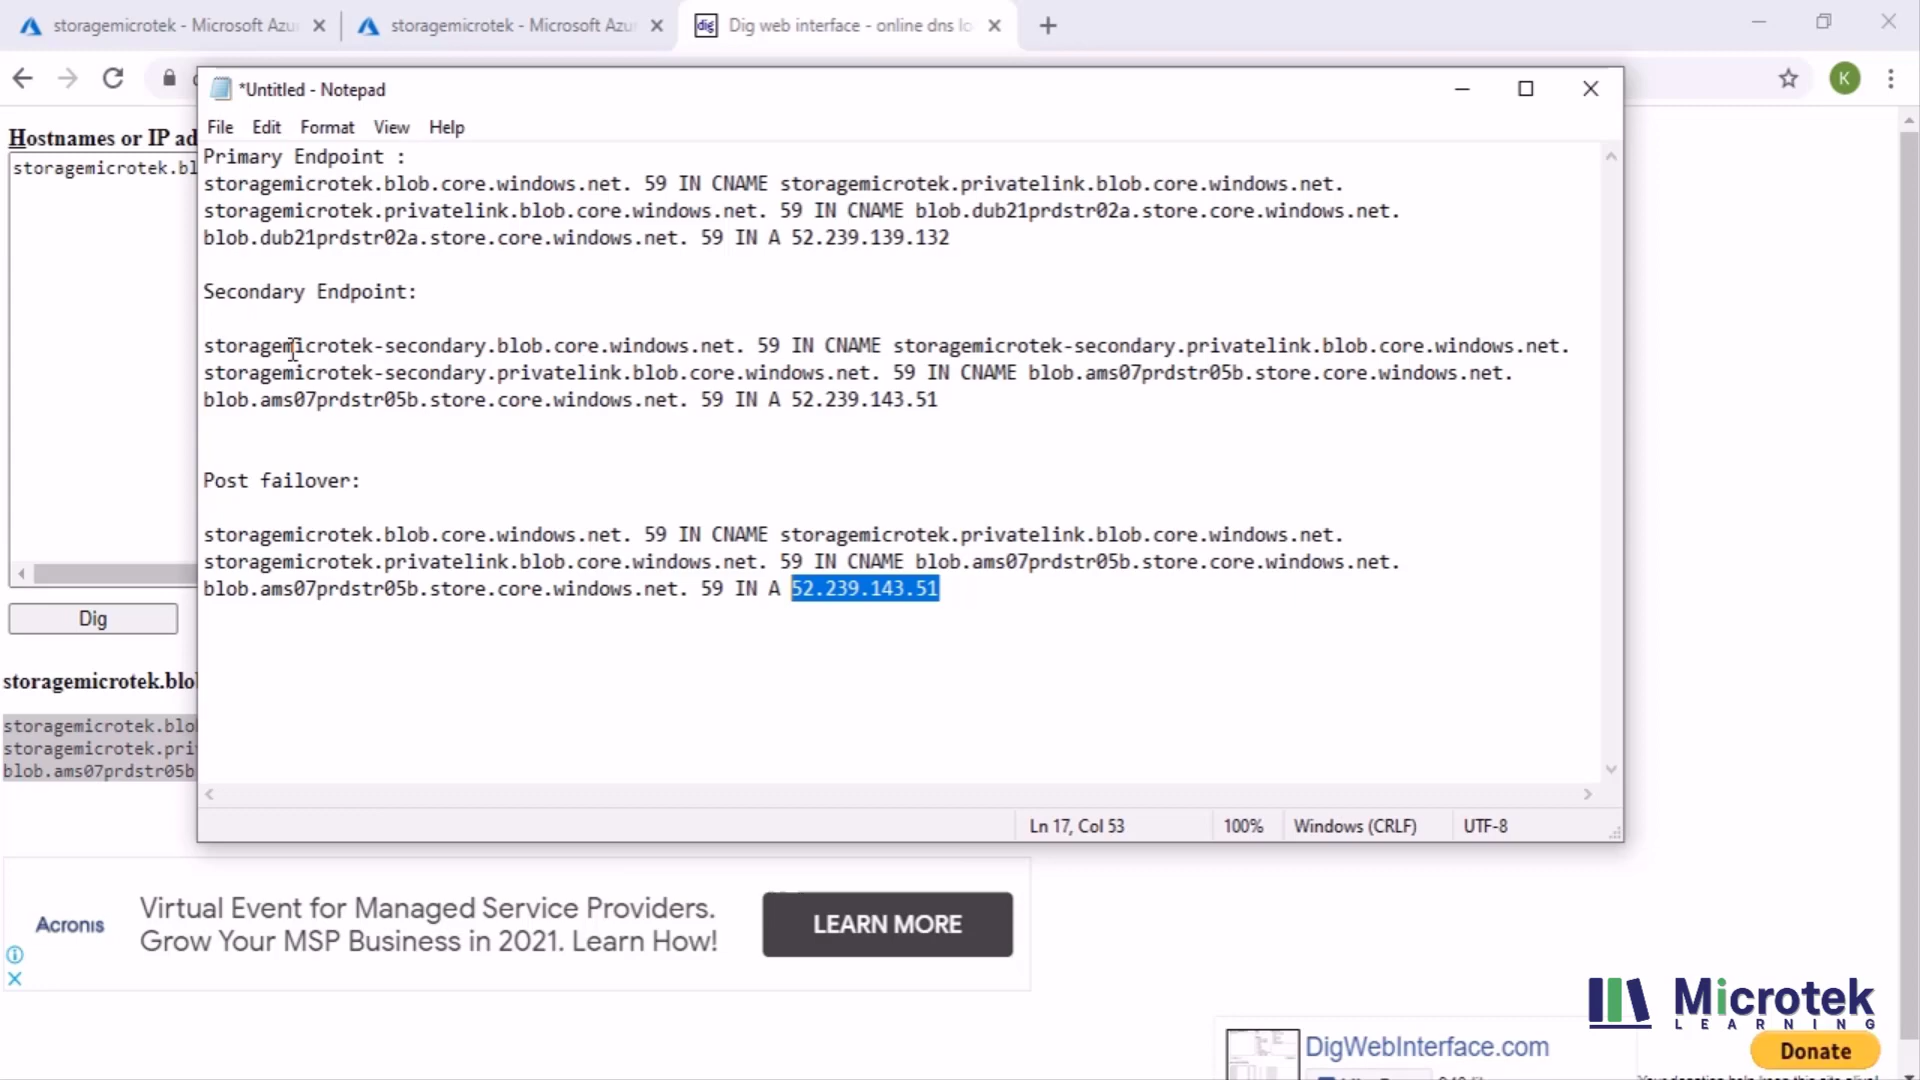 storagemicrotek - Microsoft Azu
storagemicrotek - Microsoft Azu
dig
Dig web interface - online dns lo
K
*Untitled - Notepad
File Edit Format View Help
Hostnames or IP ad
storagemicrotek.bl
Primary Endpoint :
storagemicrotek.blob.core.windows.net. 59 IN CNAME storagemicrotek.privatelink.blob.core.windows.net.
storagemicrotek.privatelink.blob.core.windows.net. 59 IN CNAME blob.dub21prdstr02a.store.core.windows.net.
blob.dub21prdstr02a.store.core.windows.net. 59 IN A 52.239.139.132
Secondary Endpoint:
storagemicrotek-secondary.blob.core.windows.net. 59 IN CNAME storagemicrotek-secondary.privatelink.blob.core.windows.net.
storagemicrotek-secondary.privatelink.blob.core.windows.net. 59 IN CNAME blob.ams07prdstr05b.store.core.windows.net.
blob.ams07prdstr05b.store.core.windows.net. 59 IN A 52.239.143.51
Post failover:
storagemicrotek.blob.core.windows.net. 59 IN CNAME storagemicrotek.privatelink.blob.core.windows.net.
storagemicrotek.privatelink.blob.core.windows.net. 59 IN CNAME blob.ams07prdstr05b.store.core.windows.net.
blob.ams07prdstr05b.store.core.windows.net. 59 IN A 52.239.143.51
Dig
storagemicrotek.blo
storagemicrotek.blo
storagemicrotek.pri
blob.ams07prdstr05b
Ln 17, Col 53
100%
Windows (CRLF)
UTF-8
Acronis
Virtual Event for Managed Service Providers.
Grow Your MSP Business in 2021. Learn How!
LEARN MORE
Microtek
LEARNING
DigWebInterface.com
Donate